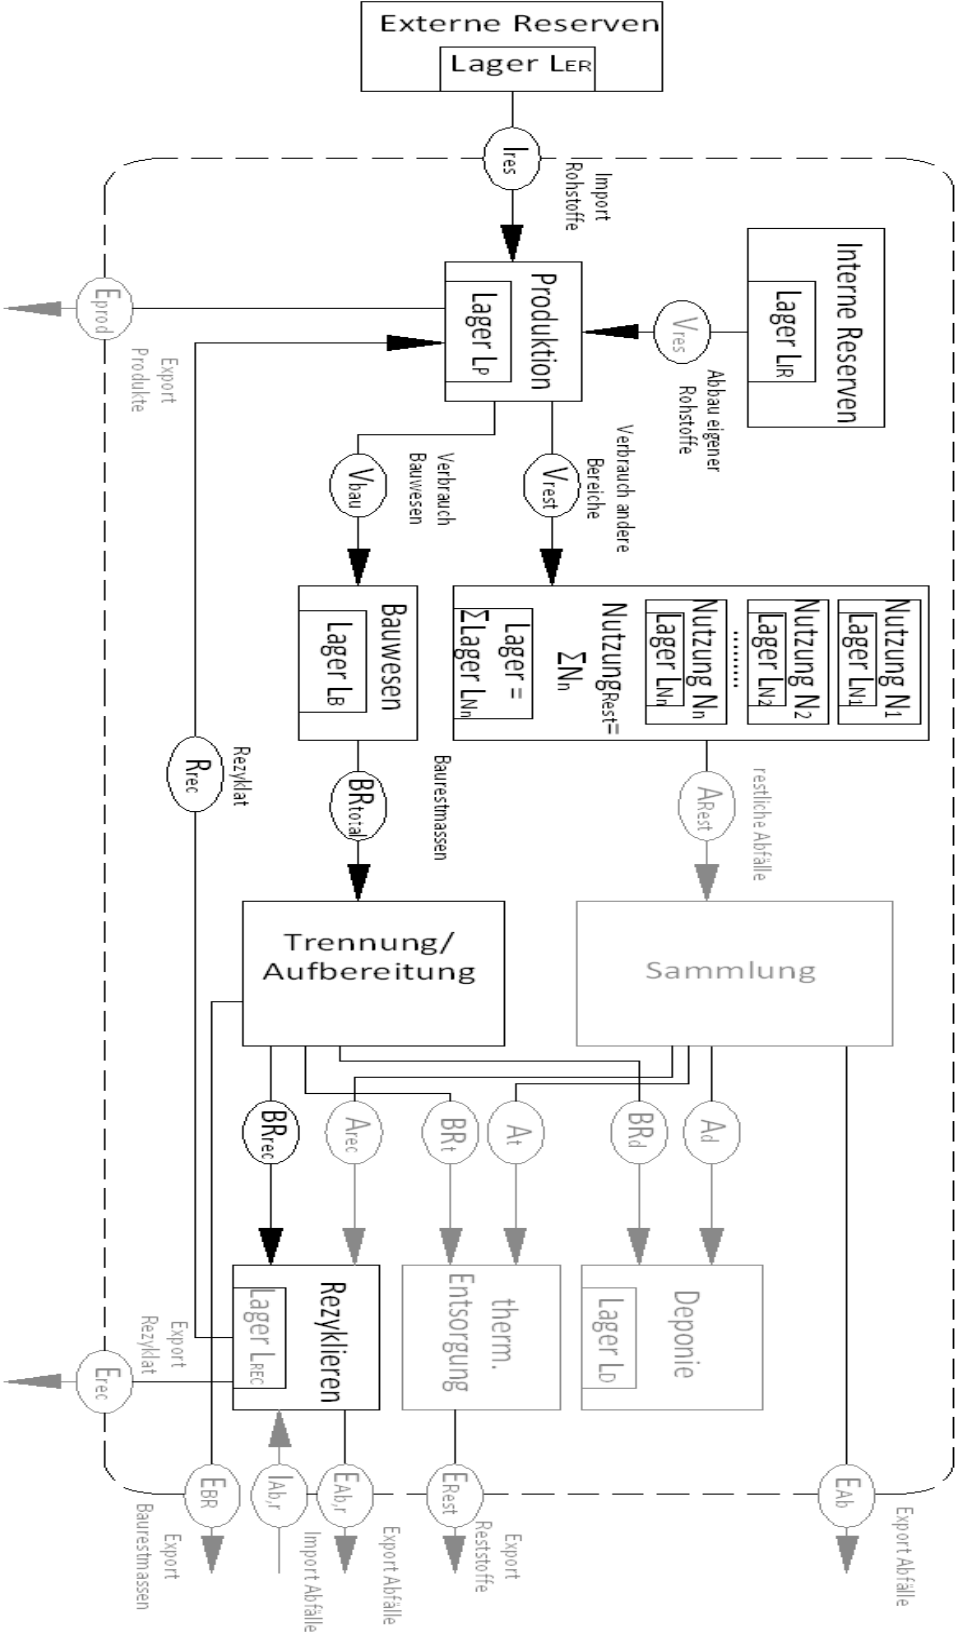 Externe Reserven
Lager LER
Ires
Import
Rohstoffe
Interne Reserven
Lager LIR
Vres
Abbau eigener
Rohstoffe
Produktion
Lager LP
Eprod
Export
Produkte
Verbrauch andere
Bereiche
Vrest
Verbrauch
Bauwesen
Vbau
Nutzung N1
Lager LN1
Nutzung N2
Lager LN2
.........
Nutzung Nn
Lager LNn
NutzungRest=
∑Nn
Lager =
∑Lager LNn
Bauwesen
Lager LB
restliche Abfälle
ARest
Baurestmassen
BRtotal
Rezyklat
Rrec
Sammlung
Trennung/
Aufbereitung
Ad
BRd
At
BRt
Arec
BRrec
Deponie
Lager LD
therm.
Entsorgung
Rezyklieren
Lager LREC
Erec
Export
Rezyklat
EAb
Export Abfälle
ERest
Export
Reststoffe
EAb,r
Export Abfälle
IAb,r
Import Abfälle
EBR
Export
Baurestmassen